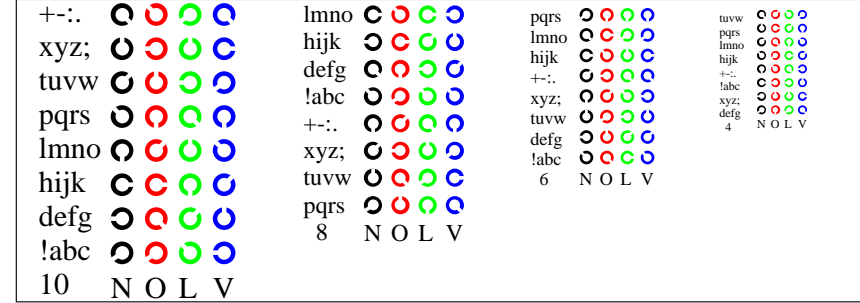 +-:.
xyz;
tuvw
pqrs
lmno
hijk
defg
!abc
10 N O L V
lmno
hijk
defg
!abc
+-:.
xyz;
tuvw
pqrs
8 N O L V
pqrs
lmno
hijk
+-:.
xyz;
tuvw
defg
!abc
6 N O L V
tuvw
pqrs
lmno
hijk
+-:.
!abc
xyz;
defg
4 N O L V